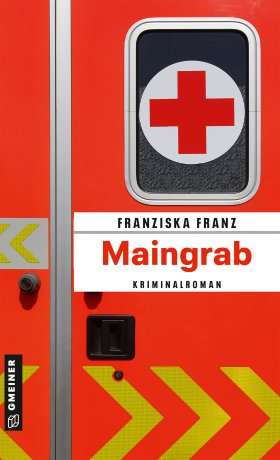 FRANZISKA FRANZ
Maingrab
KRIMINALROMAN
GMEINER